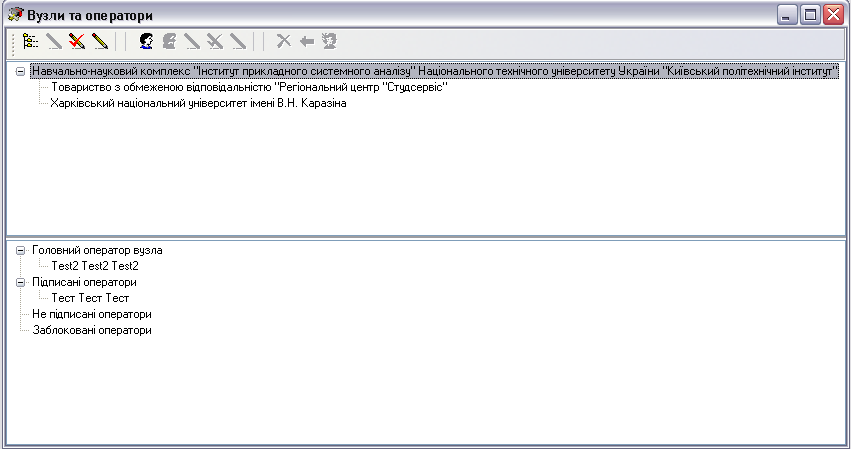 Вузли та оператори
Навчально-науковий комплекс "Інститут прикладного системного аналізу" Національного технічного університету України "Київський політехнічний інститут"
Товариство з обмеженою відповідальністю "Регіональний центр "Студсервіс"
Харківський національний університет імені В.Н. Каразіна
Головний оператор вузла
Test2 Test2 Test2
Підписані оператори
Тест Тест Тест
Не підписані оператори
Заблоковані оператори